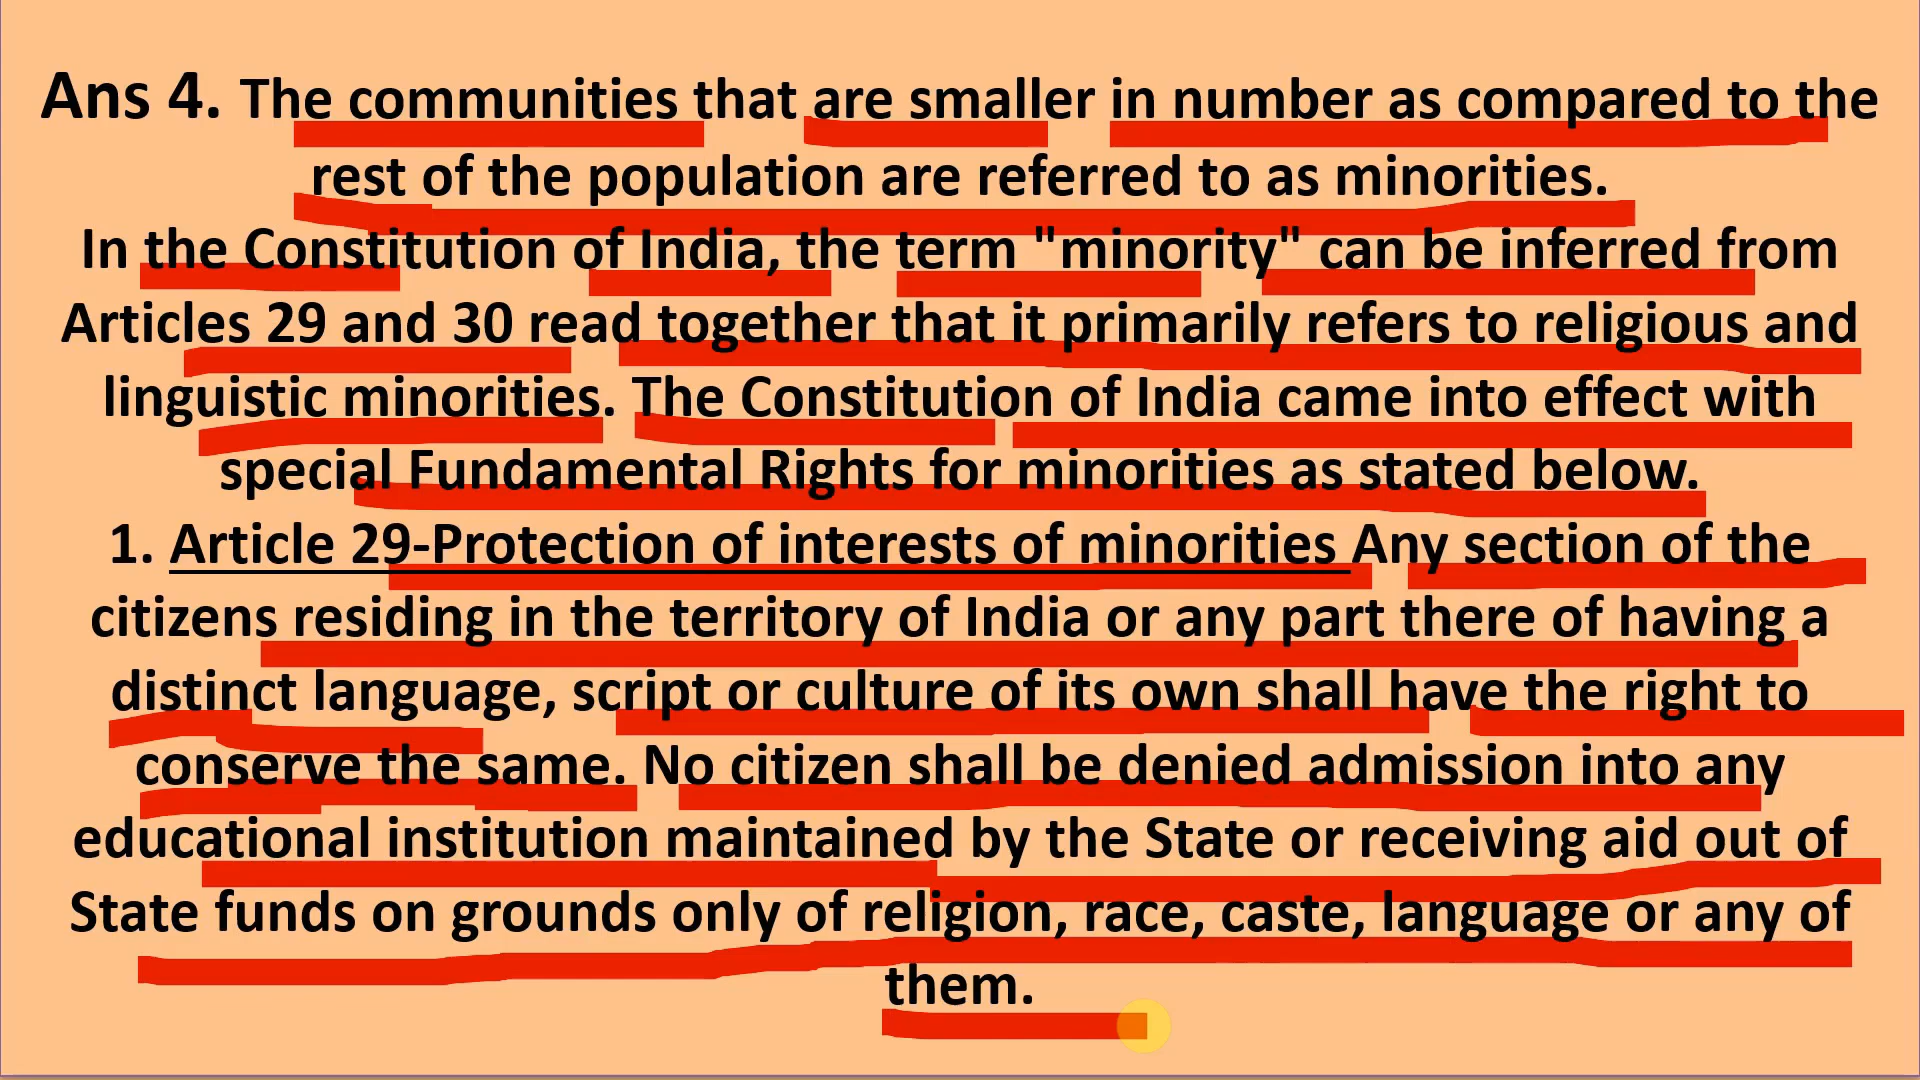 Ans 4. The communities that are smaller in number as compared to the
rest of the population are referred to as minorities.
In the Constitution of India, the term "minority" can be inferred from
Articles 29 and 30 read together that it primarily refers to religious and
linguistic minorities. The Constitution of India came into effect with
special Fundamental Rights for minorities as stated below.
1. Article 29-Protection of interests of minorities Any section of the
citizens residing in the territory of India or any part there of having a
distinct language, script or culture of its own shall have the right to
conserve the same. No citizen shall be denied admission into any
educational institution maintained by the State or receiving aid out of
State funds on grounds only of religion, race, caste, language or any of
them.